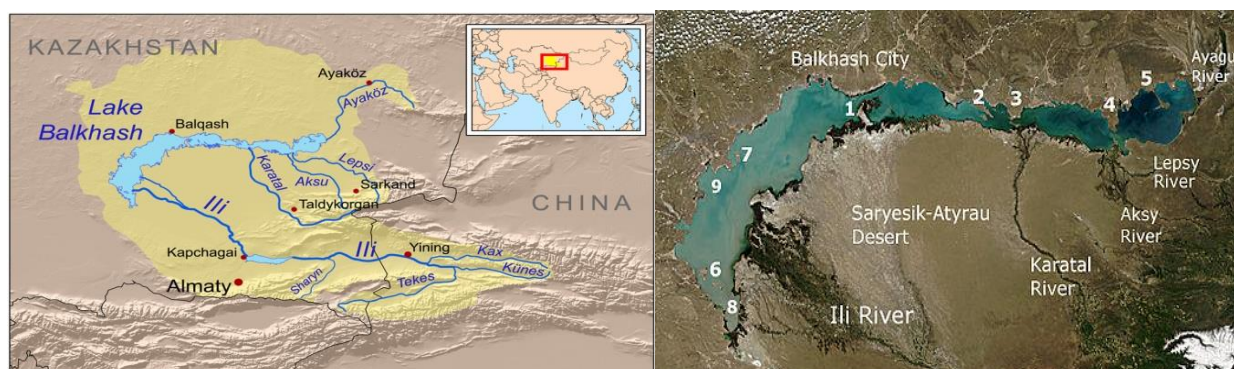 KAZAKHSTAN
Ayaköz
Ayaköz
Lake
Balkhash
Balqash
Karatal
Lepsi
Aksu
Sarkand
Taldykorgan
CHINA
Ili
Kapchagai
Ili
Yining
Kax
Künes
Sharyn
Tekes
Almaty
Balkhash City
Ayagu
River
1
2
3
4
5
7
9
Lepsy
River
Saryesik-Atyrau
Desert
Aksy
River
6
Karatal
River
8
Ili River